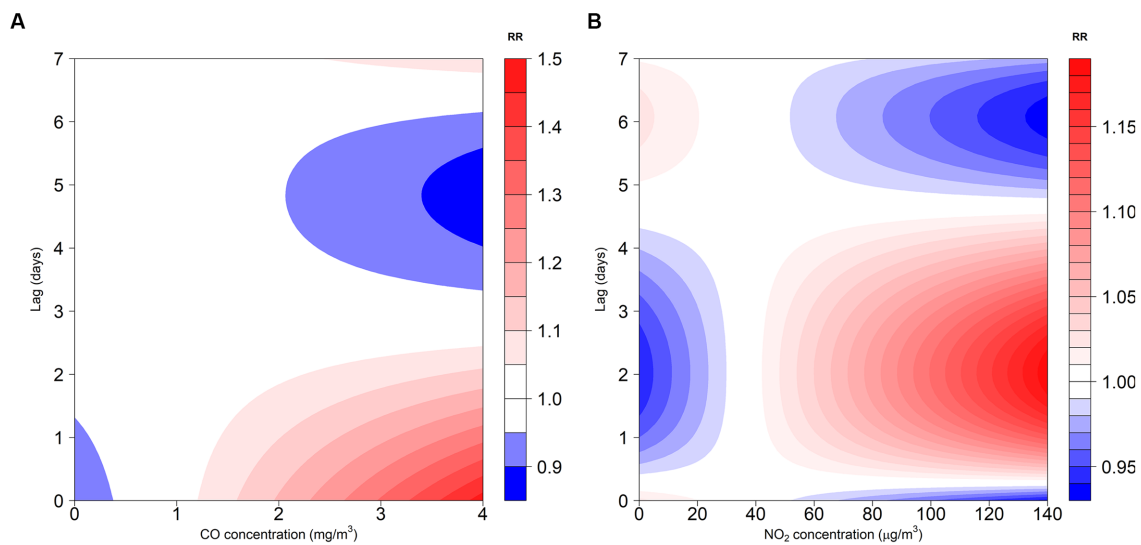 A
RR
7
6
5
4
3
2
1
0
Lag (days)
0 1 2 3 4
CO concentration (mg/m³)
1.5
1.4
1.3
1.2
1.1
1.0
0.9
B
RR
7
6
5
4
3
2
1
0
Lag (days)
0 20 40 60 80 100 120 140
NO₂ concentration (μg/m³)
1.15
1.10
1.05
1.00
0.95